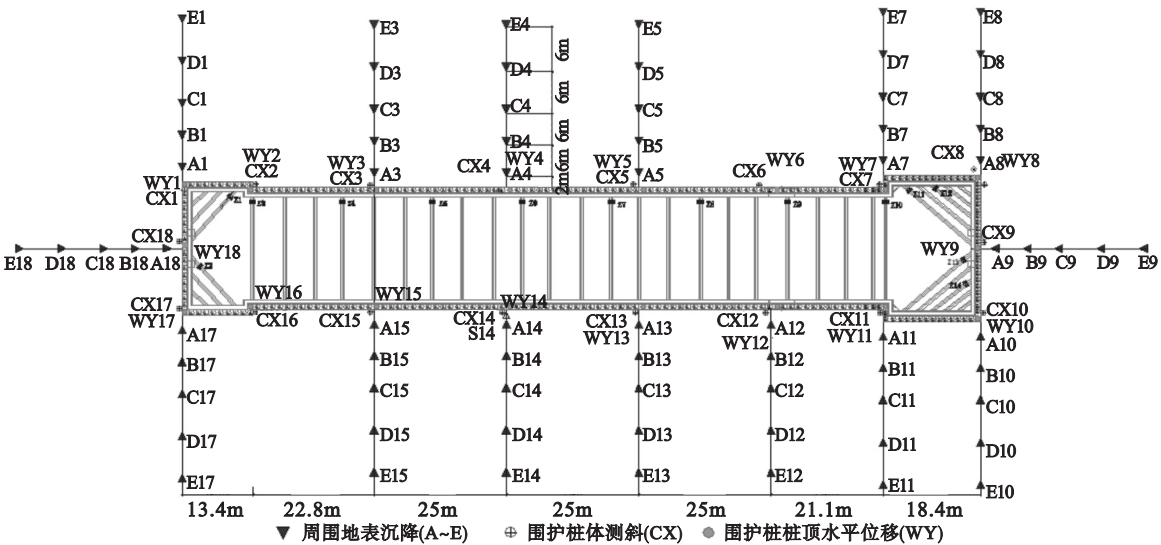 E1 E3 E4 E5 E7 E8
6m
D1 D3 D4 D5 D7 D8
6m
C1 C3 C4 C5 C7 C8
6m
B1 B3 B4 B5 B7 B8
6m
A1 WY2 WY3 CX4 WY4 WY5 WY6 WY7 A7 CX8 A8 WY8
WY1 CX2 CX3 A3 A4 2m CX5 A5 CX6 CX7
CX1
Z1
CX18 WY18 WY9 CX9
E18 D18 C18 B18 A18 A9 B9 C9 D9 E9
WY16 WY15 WY14
CX17 CX16 CX15 CX14 CX13 CX12 CX11 CX10
WY17 S14 WY13 WY12 WY11 WY10
A17 A15 A14 A13 A12 A11 A10
B17 B15 B14 B13 B12 B11 B10
C17 C15 C14 C13 C12 C11 C10
D17 D15 D14 D13 D12 D11 D10
E17 E15 E14 E13 E12 E11 E10
13.4m 22.8m 25m 25m 25m 21.1m 18.4m
周围地表沉降(A~E) 围护桩体测斜(CX) 围护桩桩顶水平位移(WY)